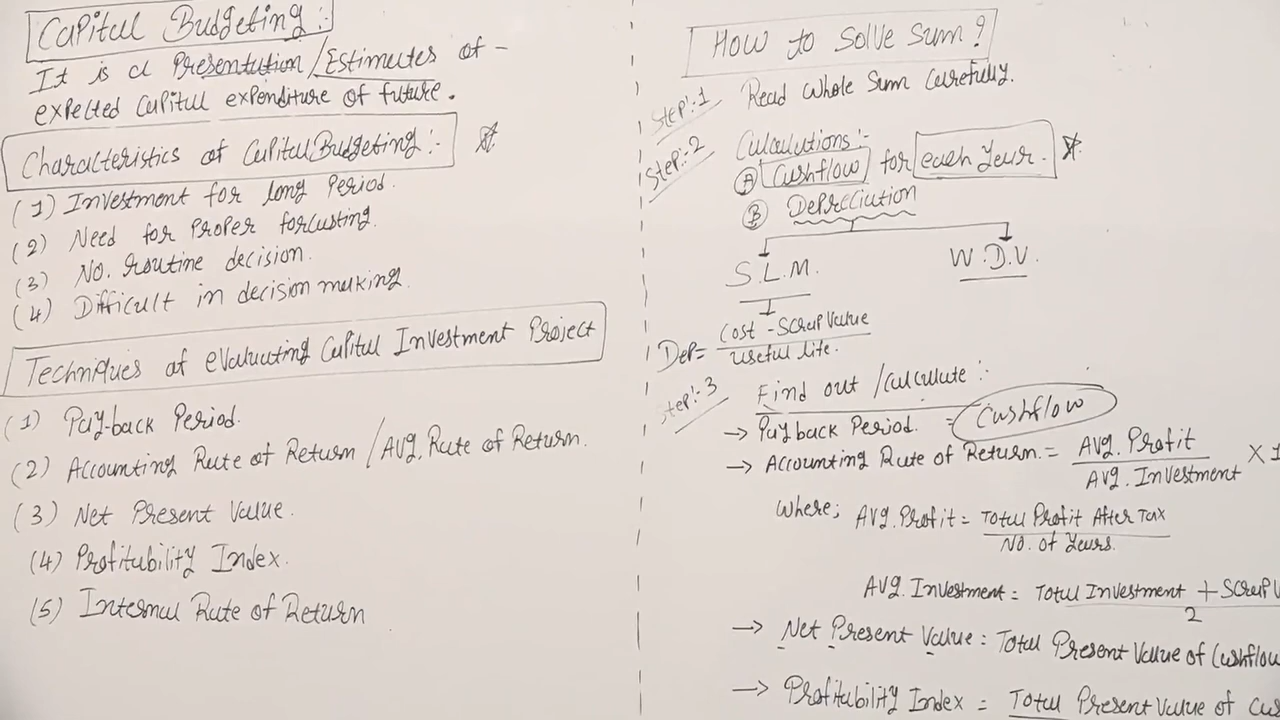 Capital Budgeting :-
It is a Presentation / Estimates of -
expected capital expenditure of future.
Characteristics of Capital Budgeting :-
(1) Investment for long Period.
(2) Need for Proper forcasting.
(3) No. routine decision.
(4) Difficult in decision making.
Techniques of evaluating Capital Investment Project
(1) Pay-back Period.
(2) Accounting Rate of Return / AVG. Rate of Return.
(3) Net Present Value.
(4) Profitability Index.
(5) Internal Rate of Return
How to Solve Sum ?
Step:-1 Read Whole Sum Carefully.
Step:-2 Calculations :-
(A) Cashflow for each Year.
(B) Depreciation
S.L.M. W.D.V.
Dep = Cost - Scrap Value
Useful life.
Step:-3 Find out / Calculate :-
→ Payback Period. = Cashflow
→ Accounting Rate of Return. = AVG. Profit
AVG. Investment × 1
Where; AVG. Profit = Total Profit After Tax
No. of Years.
AVG. Investment = Total Investment + Scrap V
2
→ Net Present Value = Total Present Value of Cashflow
→ Profitability Index = Total Present Value of Cas